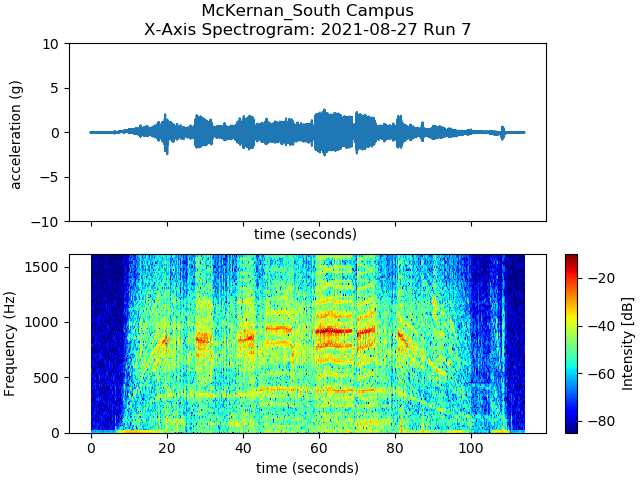 McKernan_South Campus
X-Axis Spectrogram: 2021-08-27 Run 7
10
5
0
−5
−10
acceleration (g)
time (seconds)
1500
1000
500
0
Frequency (Hz)
0 20 40 60 80 100
time (seconds)
−20
−40
−60
−80
Intensity [dB]